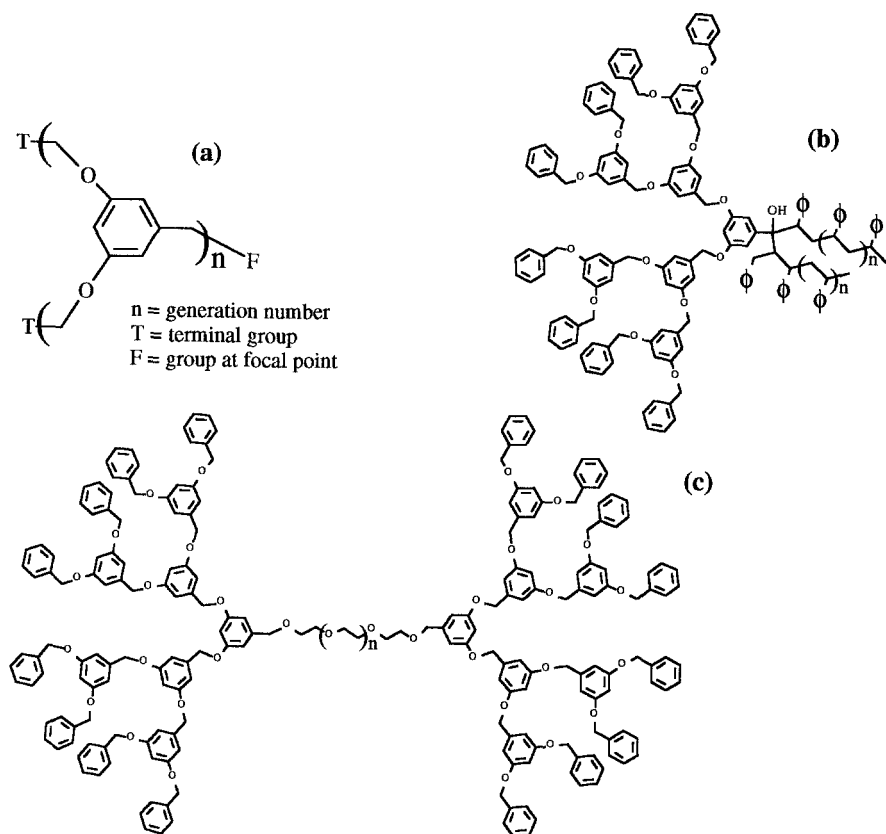 (a)
T
O
O
T
n
F
n = generation number
T = terminal group
F = group at focal point
(b)
OH
n
n
ϕ
ϕ
ϕ
ϕ
ϕ
ϕ
(c)
n